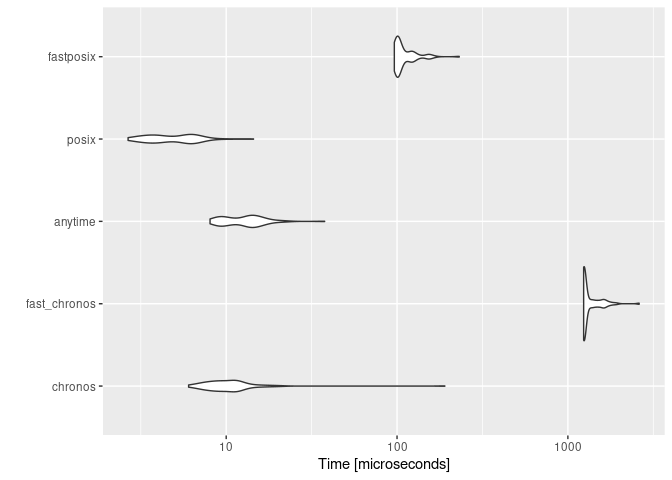 fastposix
posix
anytime
fast_chronos
chronos
10
100
1000
Time [microseconds]